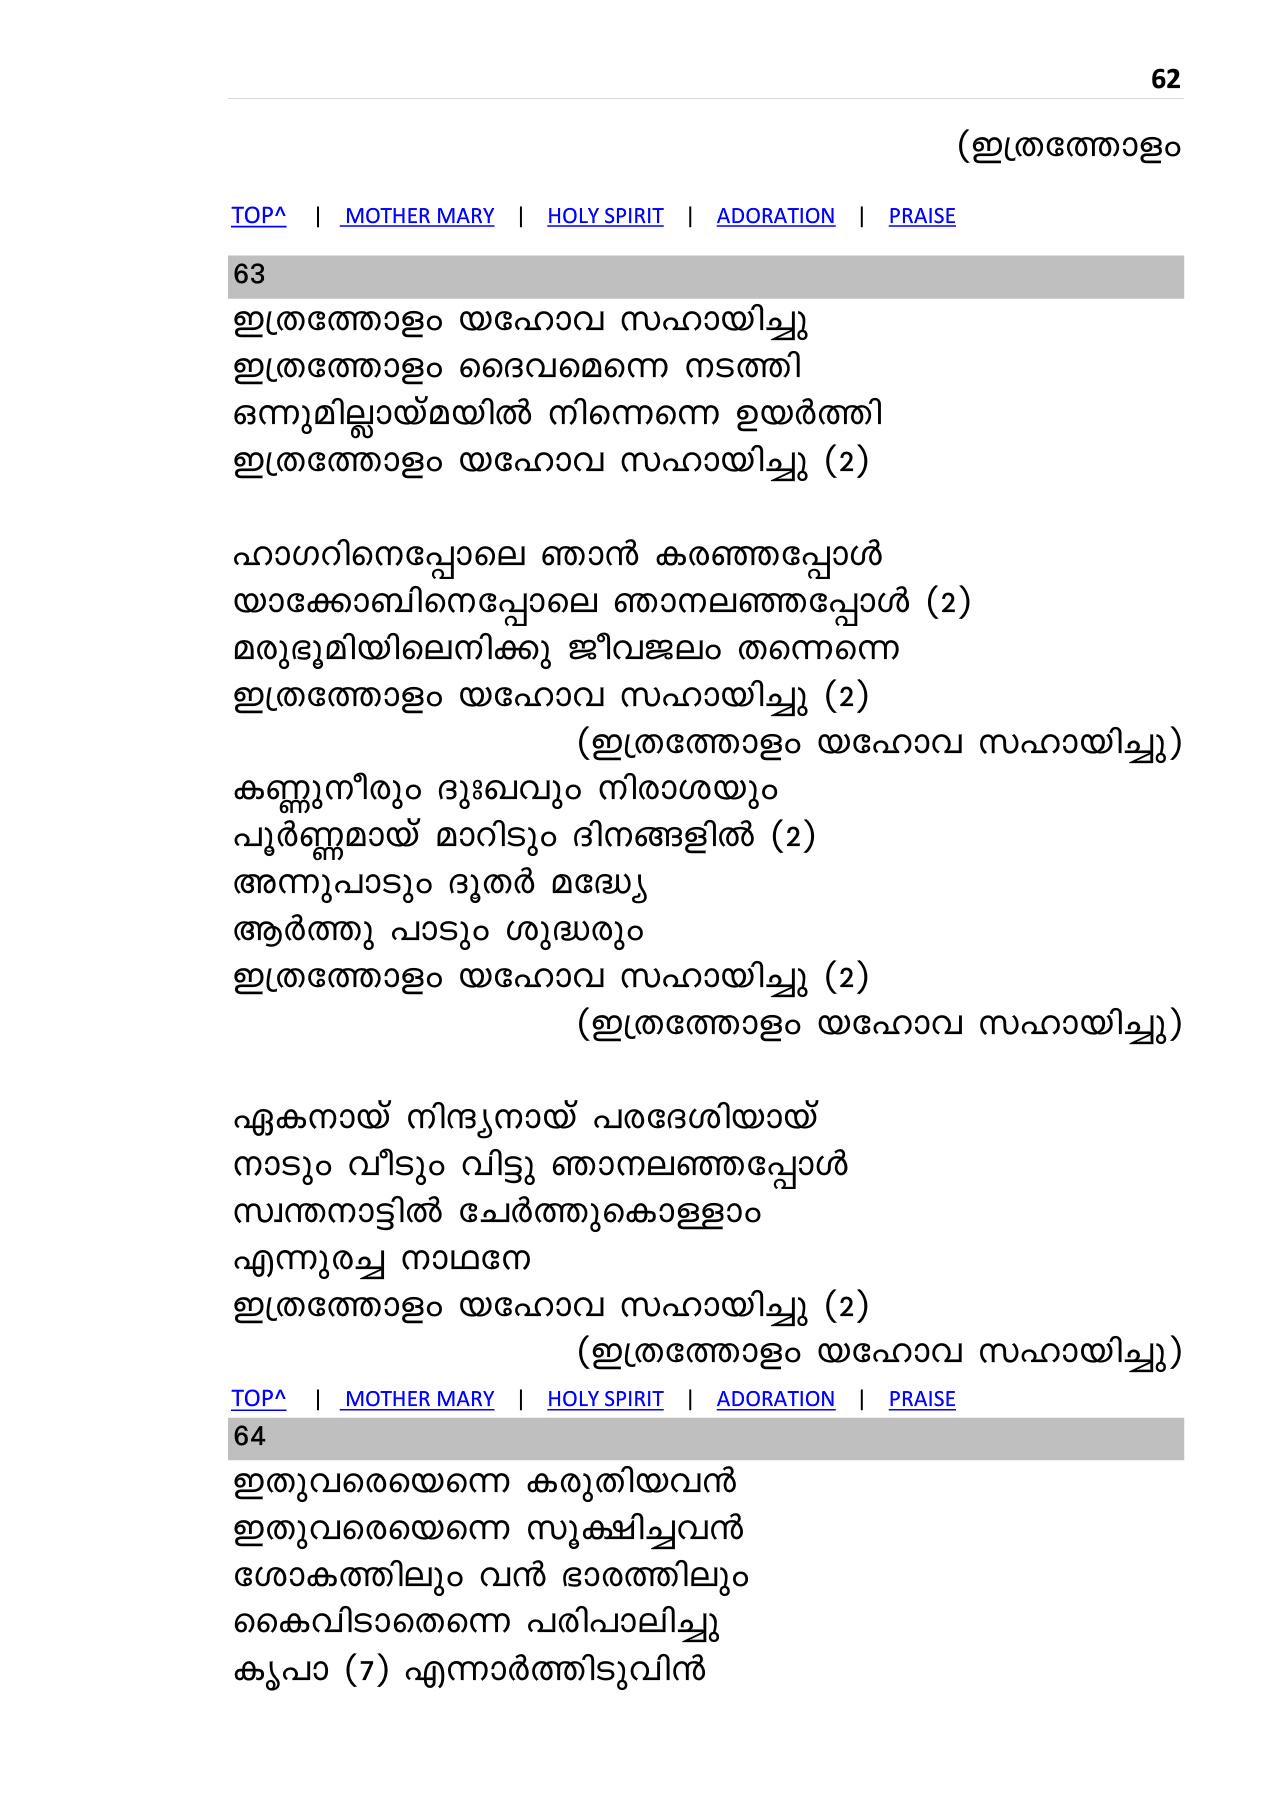 62
(ഇത്രത്തോളം
TOP^ | MOTHER MARY | HOLY SPIRIT | ADORATION | PRAISE
63
ഇത്രത്തോളം യഹോവ സഹായിച്ചു
ഇത്രത്തോളം ദൈവമെന്നെ നടത്തി
ഒന്നുമില്ലായ്മയിൽ നിന്നെന്നെ ഉയർത്തി
ഇത്രത്തോളം യഹോവ സഹായിച്ചു (2)
ഹാഗറിനെപ്പോലെ ഞാൻ കരഞ്ഞപ്പോൾ
യാക്കോബിനെപ്പോലെ ഞാനലഞ്ഞപ്പോൾ (2)
മരുഭൂമിയിലെനിക്കു ജീവജലം തന്നെന്നെ
ഇത്രത്തോളം യഹോവ സഹായിച്ചു (2)
(ഇത്രത്തോളം യഹോവ സഹായിച്ചു)
കണ്ണുനീരും ദുഃഖവും നിരാശയും
പൂർണ്ണമായ് മാറിടും ദിനങ്ങളിൽ (2)
അന്നുപാടും ദൂതർ മദ്ധ്യേ
ആർത്തു പാടും ശുദ്ധരും
ഇത്രത്തോളം യഹോവ സഹായിച്ചു (2)
(ഇത്രത്തോളം യഹോവ സഹായിച്ചു)
ഏകനായ് നിന്ദ്യനായ് പരദേശിയായ്
നാടും വീടും വിട്ടു ഞാനലഞ്ഞപ്പോൾ
സ്വന്തനാട്ടിൽ ചേർത്തുകൊള്ളാം
എന്നുരച്ച നാഥനേ
ഇത്രത്തോളം യഹോവ സഹായിച്ചു (2)
(ഇത്രത്തോളം യഹോവ സഹായിച്ചു)
TOP^ | MOTHER MARY | HOLY SPIRIT | ADORATION | PRAISE
64
ഇതുവരെയെന്നെ കരുതിയവൻ
ഇതുവരെയെന്നെ സൂക്ഷിച്ചവൻ
ശോകത്തിലും വൻ ഭാരത്തിലും
കൈവിടാതെന്നെ പരിപാലിച്ചു
കൃപാ (7) എന്നാർത്തിടുവിൻ